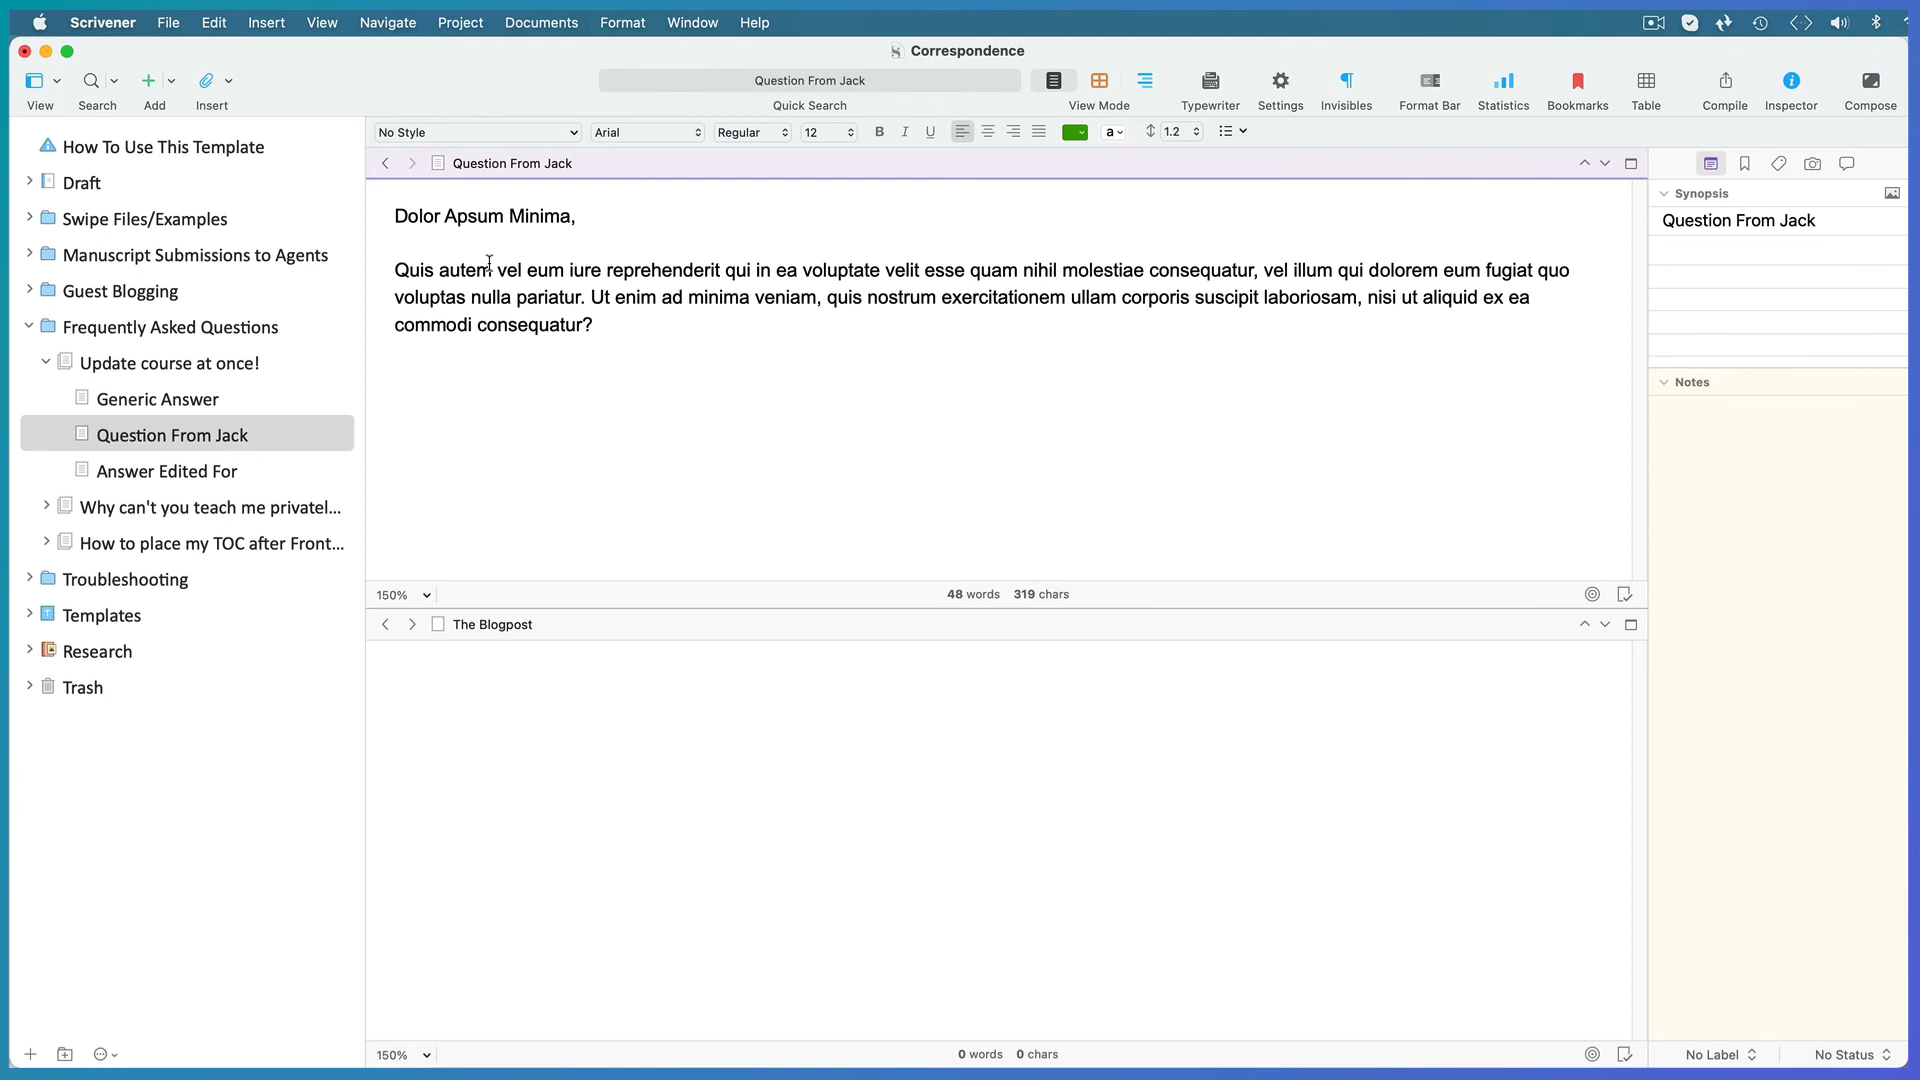 Scrivener File Edit Insert View Navigate Project Documents Format Window Help
Correspondence
Question From Jack
View Search Add Insert Quick Search View Mode Typewriter Settings Invisibles Format Bar Statistics Bookmarks Table Compile Inspector Compose
No Style Arial Regular 12 B I U a 1.2
How To Use This Template
Draft
Swipe Files/Examples
Manuscript Submissions to Agents
Guest Blogging
Frequently Asked Questions
Update course at once!
Generic Answer
Question From Jack
Answer Edited For
Why can't you teach me privatel...
How to place my TOC after Front...
Troubleshooting
Templates
Research
Trash
Question From Jack
Dolor Apsum Minima,
Quis autem vel eum iure reprehenderit qui in ea voluptate velit esse quam nihil molestiae consequatur, vel illum qui dolorem eum fugiat quo
voluptas nulla pariatur. Ut enim ad minima veniam, quis nostrum exercitationem ullam corporis suscipit laboriosam, nisi ut aliquid ex ea
commodi consequatur?
150% 48 words 319 chars
The Blogpost
150% 0 words 0 chars
Synopsis
Question From Jack
Notes
No Label No Status